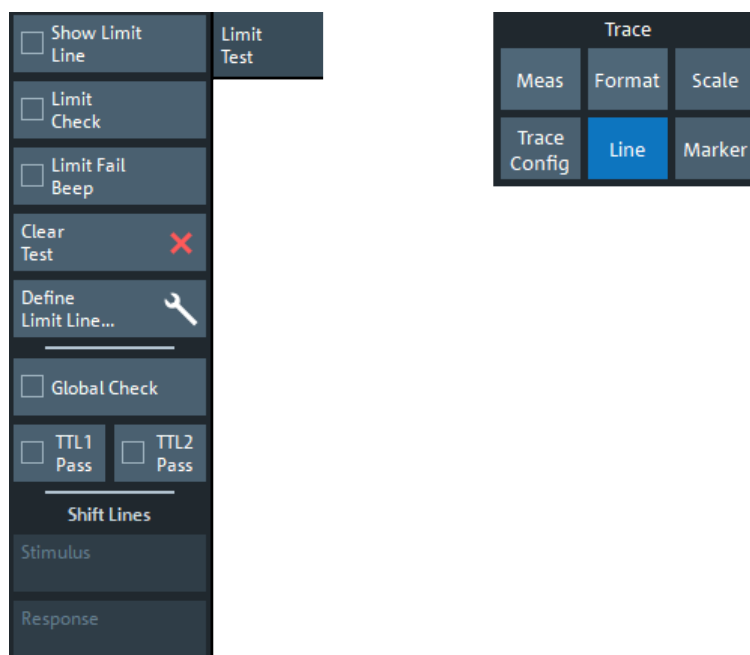 Show Limit
Line
Limit
Check
Limit Fail
Beep
Clear
Test
Define
Limit Line...
Global Check
TTL1
Pass
TTL2
Pass
Shift Lines
Stimulus
Response
Limit
Test
Trace
Meas
Format
Scale
Trace
Config
Line
Marker